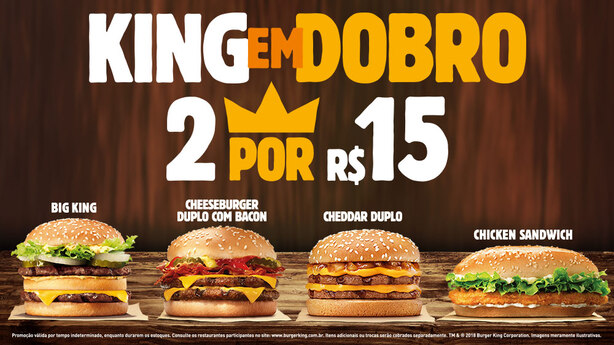 KING EM DOBRO
2 POR R$15
BIG KING
CHEESEBURGER
DUPLO COM BACON
CHEDDAR DUPLO
CHICKEN SANDWICH
Promoção válida por tempo indeterminado, enquanto durarem os estoques. Consulte os restaurantes participantes no site: www.burgerking.com.br. Itens adicionais ou trocas serão cobrados separadamente. TM & ® 2018 Burger King Corporation. Imagens meramente ilustrativas.